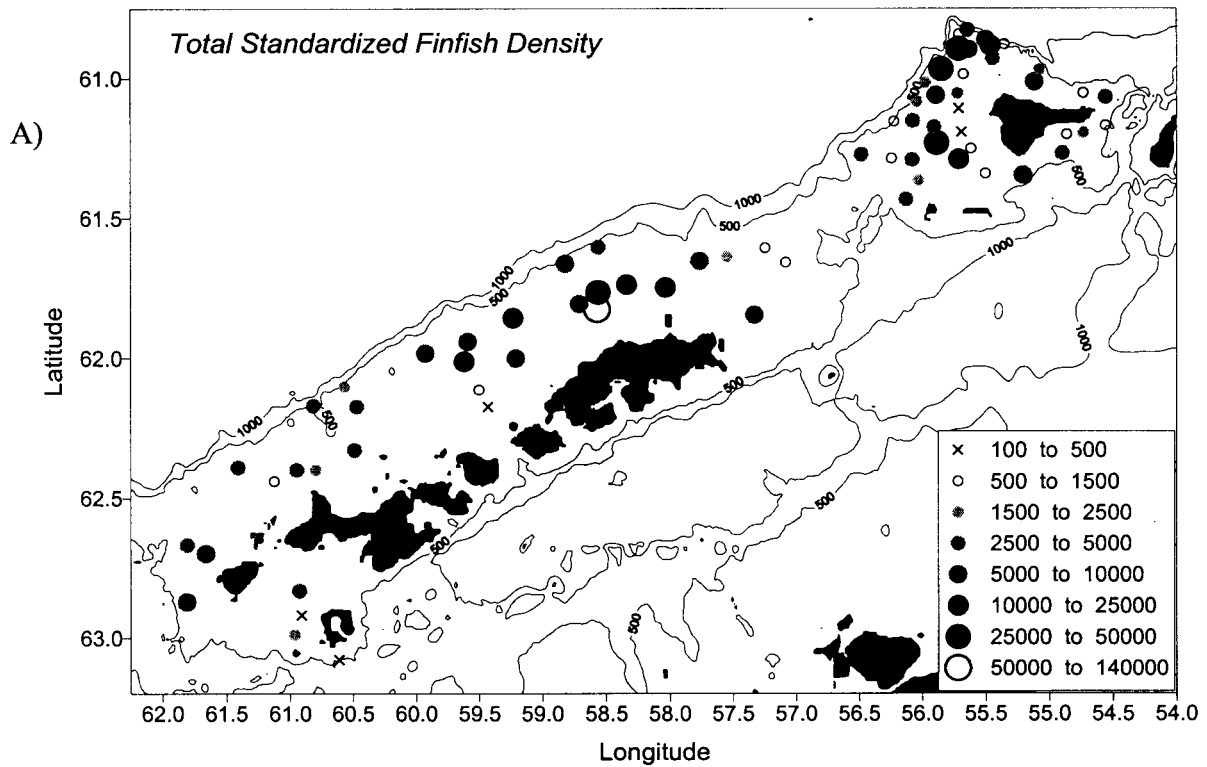 Total Standardized Finfish Density
A)
61.0
61.5
62.0
62.5
63.0
Latitude
500
500
1000
500
1000
1000
500
1000
1000
500
500
500
500
500
× 100 to 500
500 to 1500
1500 to 2500
2500 to 5000
5000 to 10000
10000 to 25000
25000 to 50000
50000 to 140000
62.0 61.5 61.0 60.5 60.0 59.5 59.0 58.5 58.0 57.5 57.0 56.5 56.0 55.5 55.0 54.5 54.0
Longitude